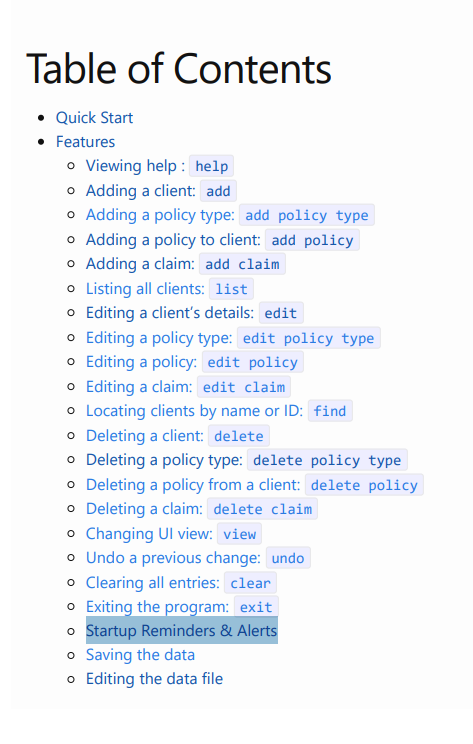 Table of Contents
Quick Start
Features
Viewing help : help
Adding a client: add
Adding a policy type: add policy type
Adding a policy to client: add policy
Adding a claim: add claim
Listing all clients: list
Editing a client's details: edit
Editing a policy type: edit policy type
Editing a policy: edit policy
Editing a claim: edit claim
Locating clients by name or ID: find
Deleting a client: delete
Deleting a policy type: delete policy type
Deleting a policy from a client: delete policy
Deleting a claim: delete claim
Changing UI view: view
Undo a previous change: undo
Clearing all entries: clear
Exiting the program: exit
Startup Reminders & Alerts
Saving the data
Editing the data file